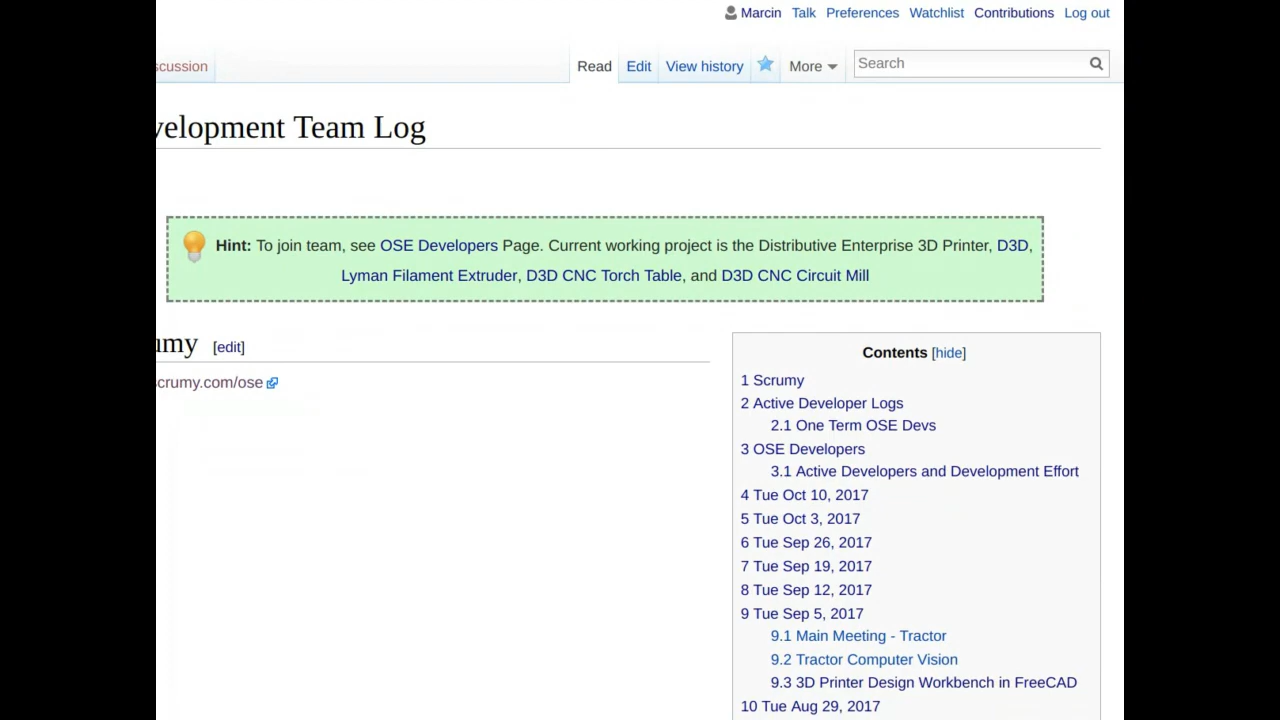 Marcin Talk Preferences Watchlist Contributions Log out
scussion Read Edit View history More Search
velopment Team Log
Hint: To join team, see OSE Developers Page. Current working project is the Distributive Enterprise 3D Printer, D3D,
Lyman Filament Extruder, D3D CNC Torch Table, and D3D CNC Circuit Mill
umy [edit]
scrumy.com/ose
Contents [hide]
1 Scrumy
2 Active Developer Logs
2.1 One Term OSE Devs
3 OSE Developers
3.1 Active Developers and Development Effort
4 Tue Oct 10, 2017
5 Tue Oct 3, 2017
6 Tue Sep 26, 2017
7 Tue Sep 19, 2017
8 Tue Sep 12, 2017
9 Tue Sep 5, 2017
9.1 Main Meeting - Tractor
9.2 Tractor Computer Vision
9.3 3D Printer Design Workbench in FreeCAD
10 Tue Aug 29, 2017